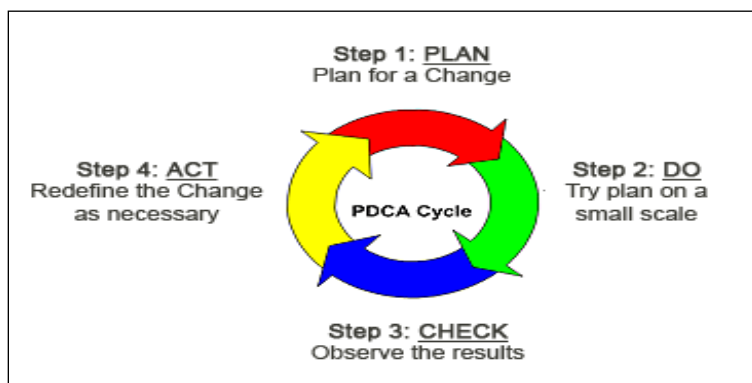 Step 1: PLAN
Plan for a Change
Step 4: ACT
Redefine the Change
as necessary
PDCA Cycle
Step 2: DO
Try plan on a
small scale
Step 3: CHECK
Observe the results